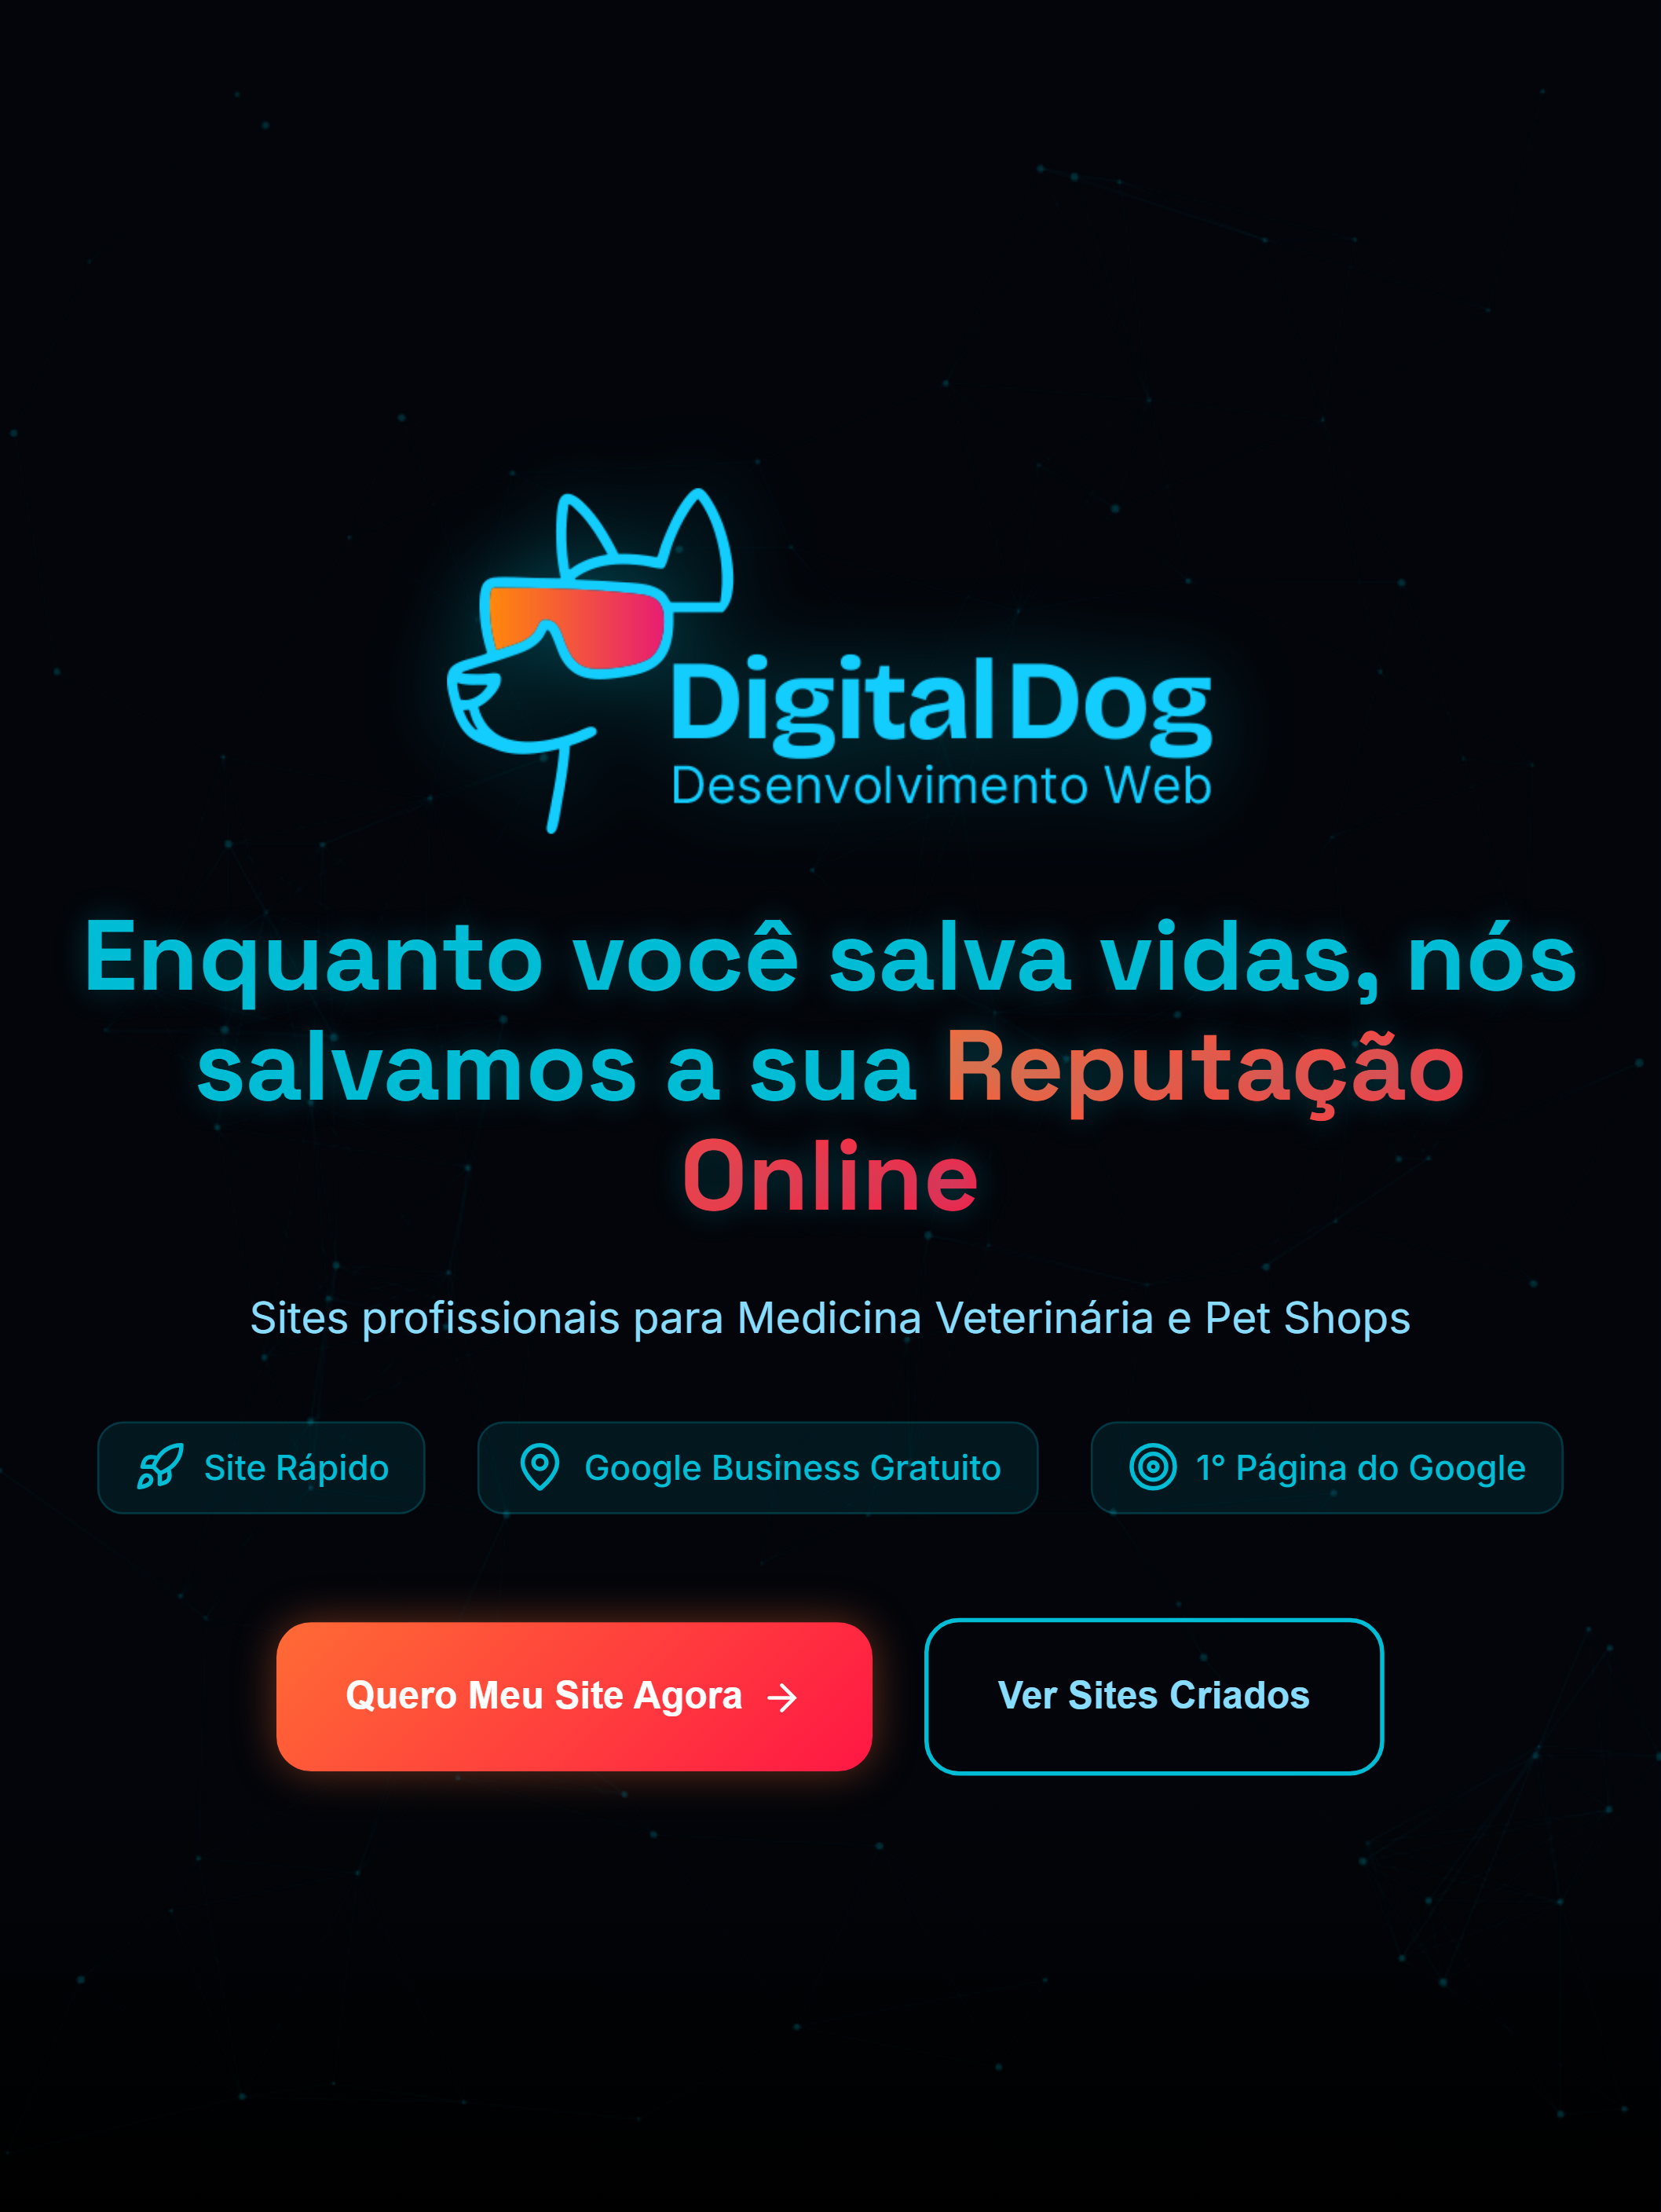 DigitalDog
Desenvolvimento Web
Enquanto você salva vidas, nós
salvamos a sua Reputação
Online
Sites profissionais para Medicina Veterinária e Pet Shops
Site Rápido
Google Business Gratuito
1° Página do Google
Quero Meu Site Agora →
Ver Sites Criados